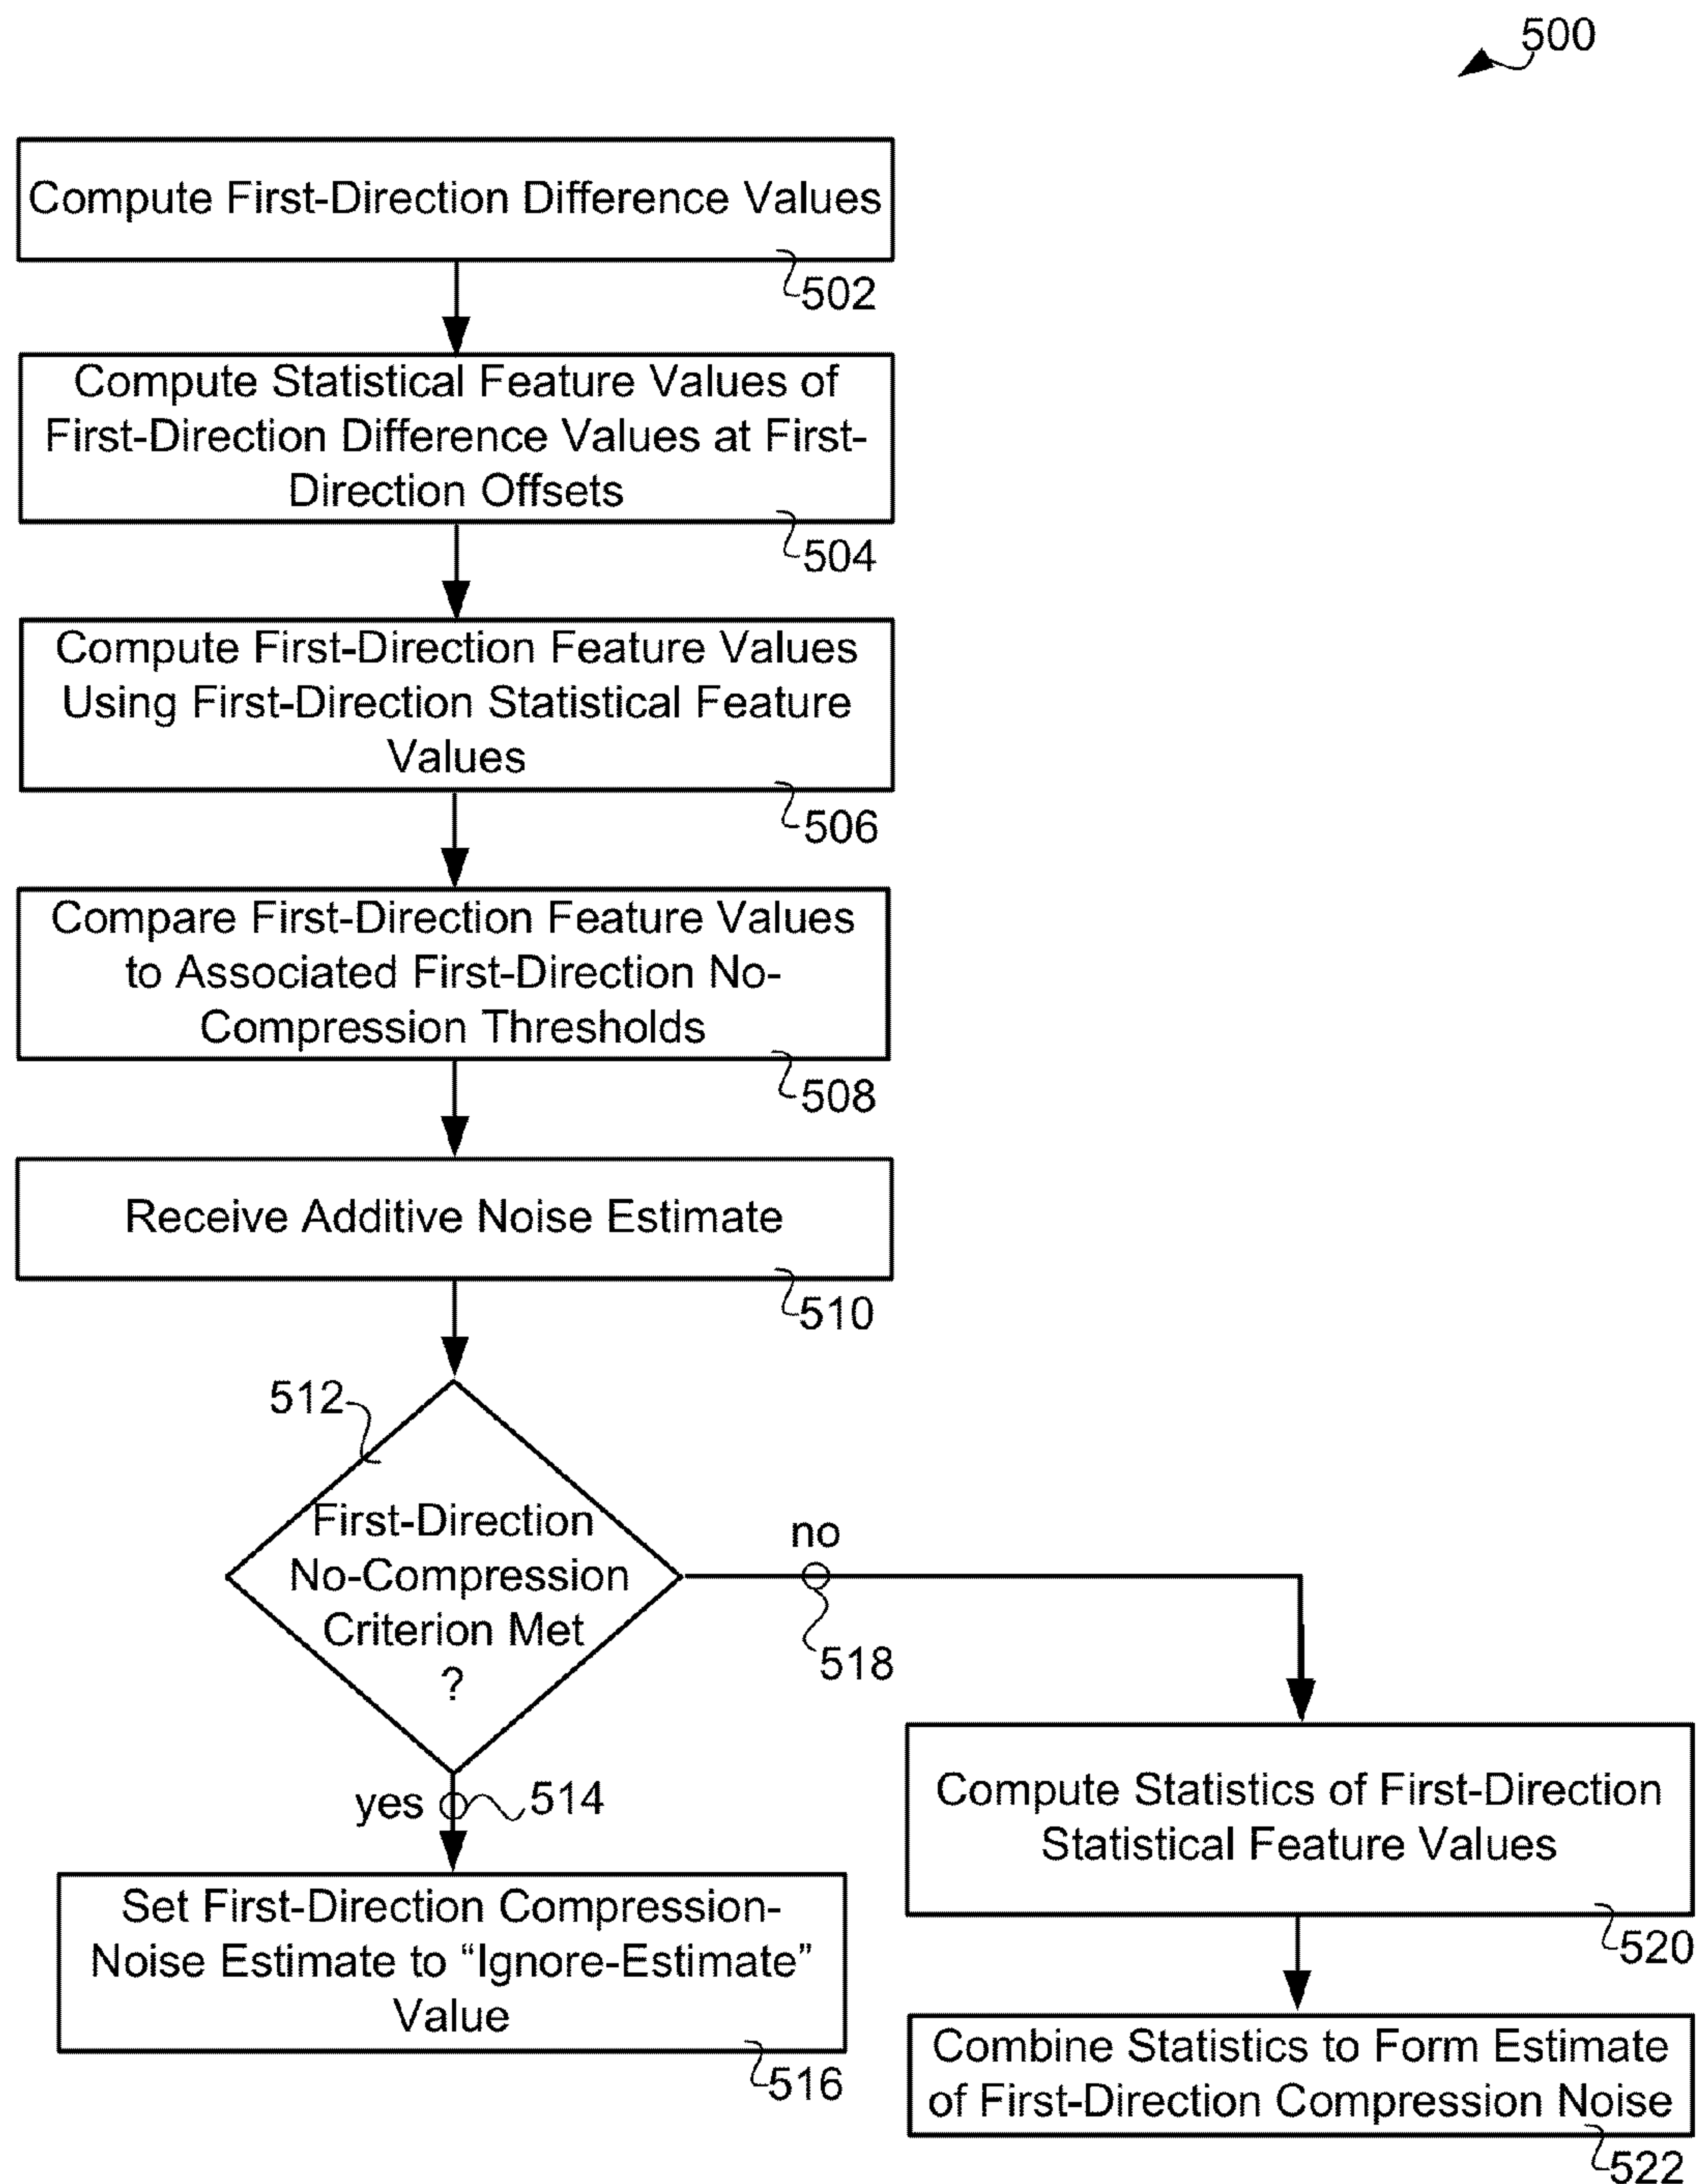 500
Compute First-Direction Difference Values
502
Compute Statistical Feature Values of
First-Direction Difference Values at First-
Direction Offsets
504
Compute First-Direction Feature Values
Using First-Direction Statistical Feature
Values
506
Compare First-Direction Feature Values
to Associated First-Direction No-
Compression Thresholds
508
Receive Additive Noise Estimate
510
512
First-Direction
No-Compression
Criterion Met
?
no
518
yes
514
Set First-Direction Compression-
Noise Estimate to “Ignore-Estimate”
Value
516
Compute Statistics of First-Direction
Statistical Feature Values
520
Combine Statistics to Form Estimate
of First-Direction Compression Noise
522